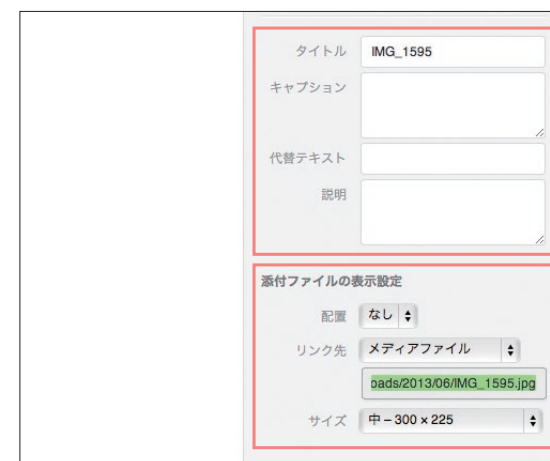 タイトル IMG_1595
キャプション
代替テキスト
説明
添付ファイルの表示設定
配置 なし
リンク先 メディアファイル
oads/2013/06/IMG_1595.jpg
サイズ 中 – 300 × 225